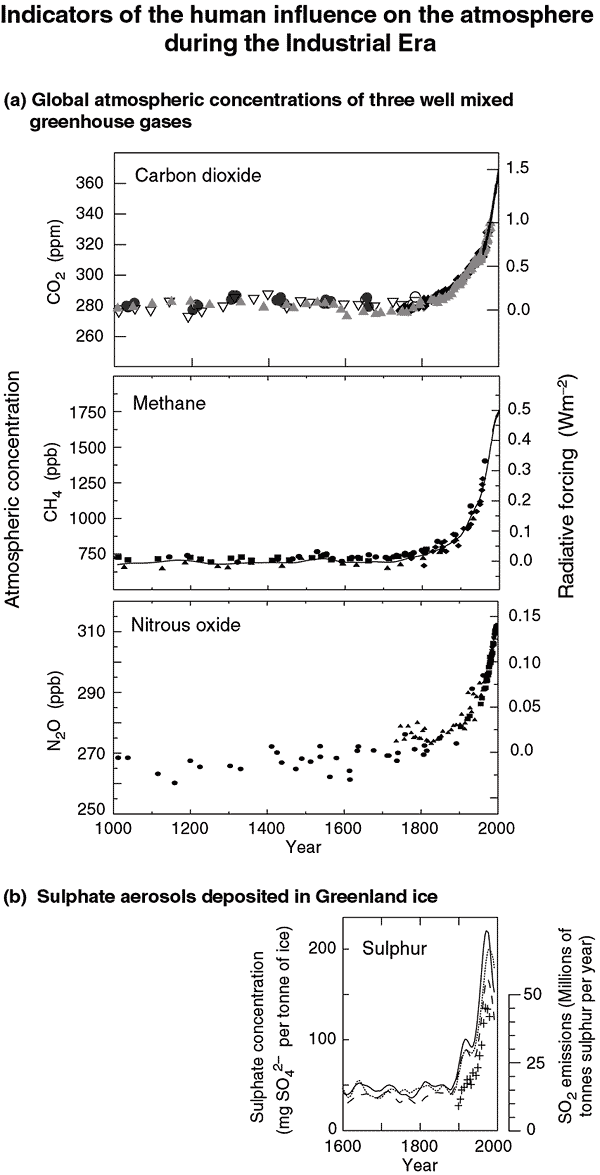 Indicators of the human influence on the atmosphere
during the Industrial Era
(a) Global atmospheric concentrations of three well mixed
greenhouse gases
Atmospheric concentration
Radiative forcing (Wm–2)
Carbon dioxide
CO2 (ppm)
360
340
320
300
280
260
1.5
1.0
0.5
0.0
Methane
CH4 (ppb)
1750
1500
1250
1000
750
0.5
0.4
0.3
0.2
0.1
0.0
Nitrous oxide
N2O (ppb)
310
290
270
250
0.15
0.10
0.05
0.0
1000 1200 1400 1600 1800 2000
Year
(b) Sulphate aerosols deposited in Greenland ice
Sulphur
Sulphate concentration
(mg SO4 2– per tonne of ice)
200
100
0
50
25
0
SO2 emissions (Millions of
tonnes sulphur per year)
1600 1800 2000
Year